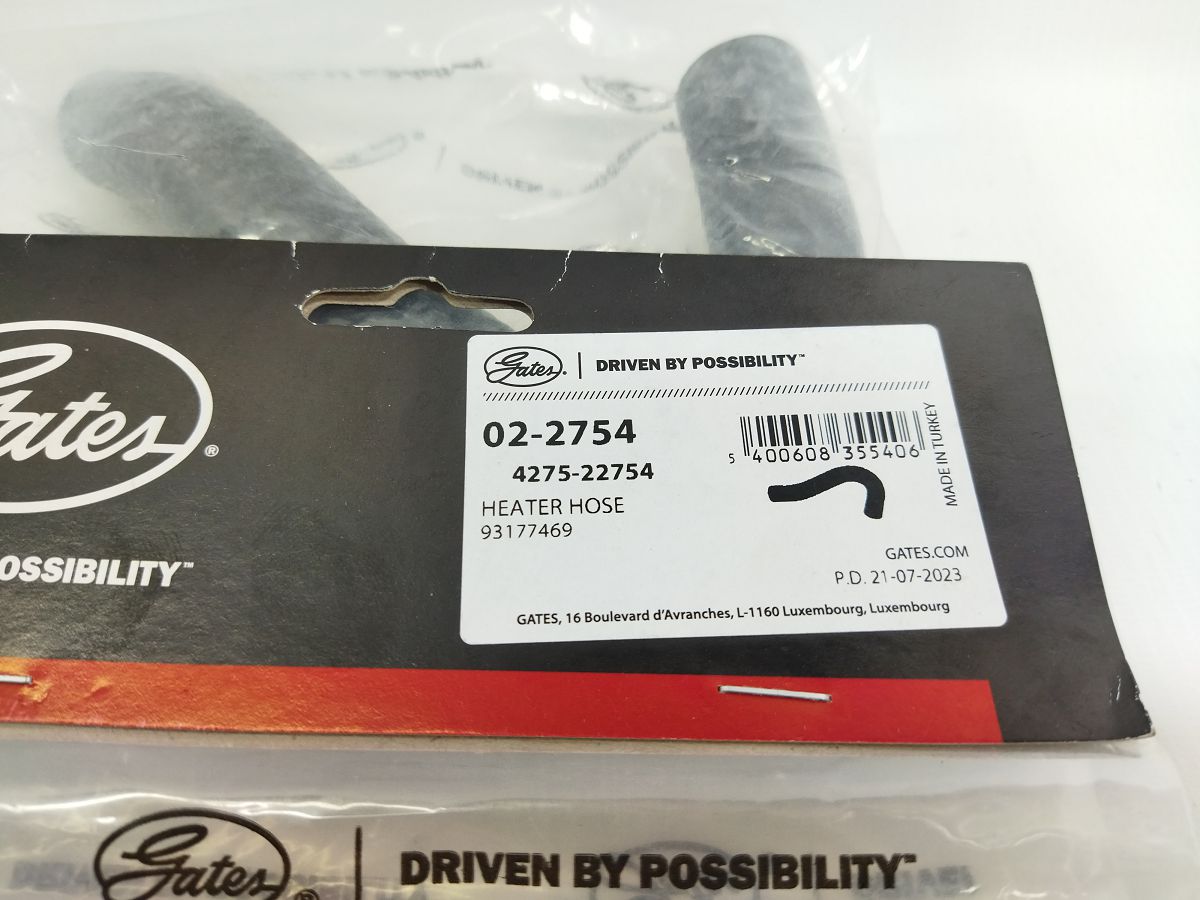 Gates ®
OSSIBILITY™
Gates. | DRIVEN BY POSSIBILITY™
02-2754
4275-22754
HEATER HOSE
93177469
5 400608 355406
MADE IN TURKEY
GATES.COM
P.D. 21-07-2023
GATES, 16 Boulevard d'Avranches, L-1160 Luxembourg, Luxembourg
Gates ® | DRIVEN BY POSSIBILITY™